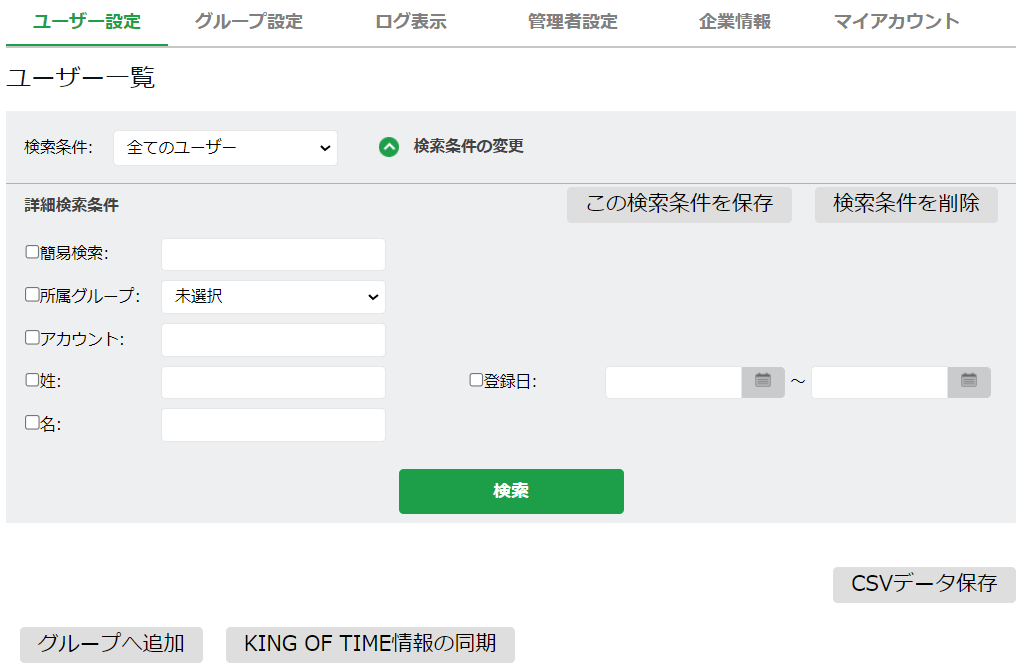 ユーザー設定 グループ設定 ログ表示 管理者設定 企業情報 マイアカウント
ユーザー一覧
検索条件: 全てのユーザー 検索条件の変更
詳細検索条件 この検索条件を保存 検索条件を削除
簡易検索:
所属グループ: 未選択
アカウント:
姓: 登録日: ～
名:
検索
CSVデータ保存
グループへ追加 KING OF TIME情報の同期